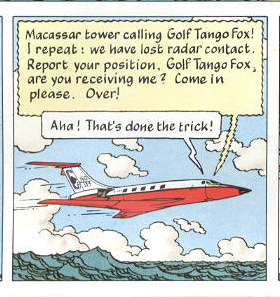 Macassar tower calling Golf Tango Fox!
I repeat: we have lost radar contact.
Report your position, Golf Tango Fox,
are you receiving me? Come in
please. Over!
Aha! That's done the trick!